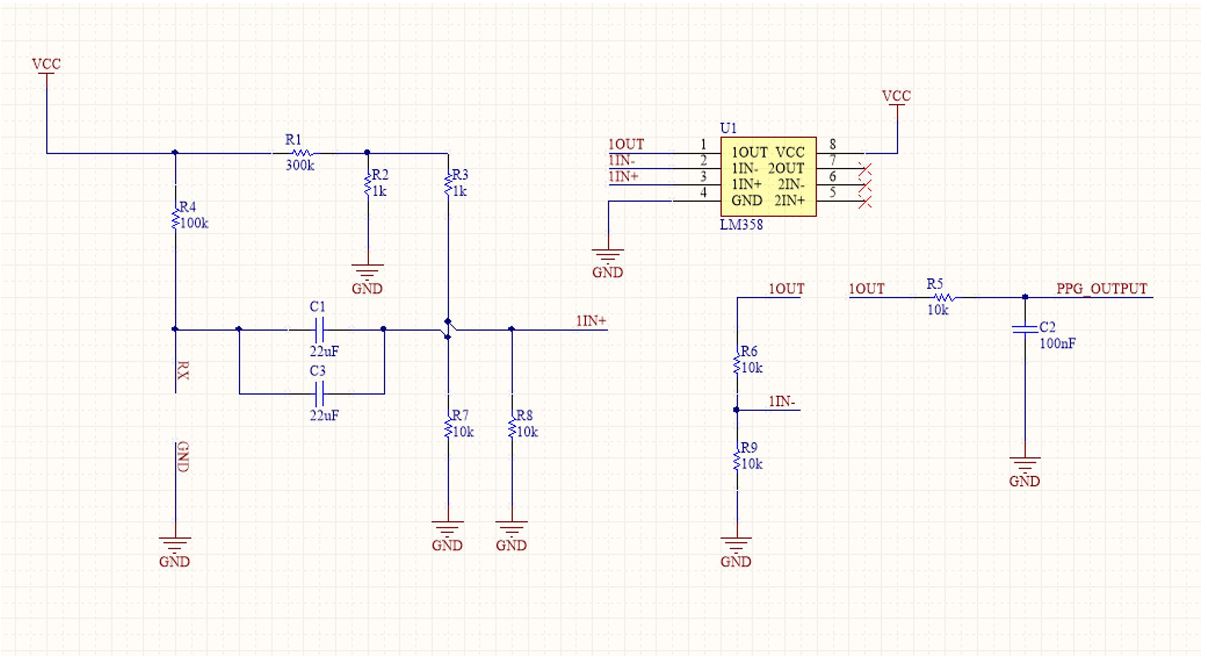 VCC
R1
300k
R2
1k
R3
1k
R4
100k
GND
C1
22uF
C3
22uF
1IN+
RX
GND
R7
10k
R8
10k
GND
GND
GND
U1
VCC
1OUT 1 1OUT VCC 8
1IN- 2 1IN- 2OUT 7
1IN+ 3 1IN+ 2IN- 6
4 GND 2IN+ 5
LM358
GND
1OUT
R6
10k
1IN-
R9
10k
GND
1OUT
R5
10k
PPG_OUTPUT
C2
100nF
GND